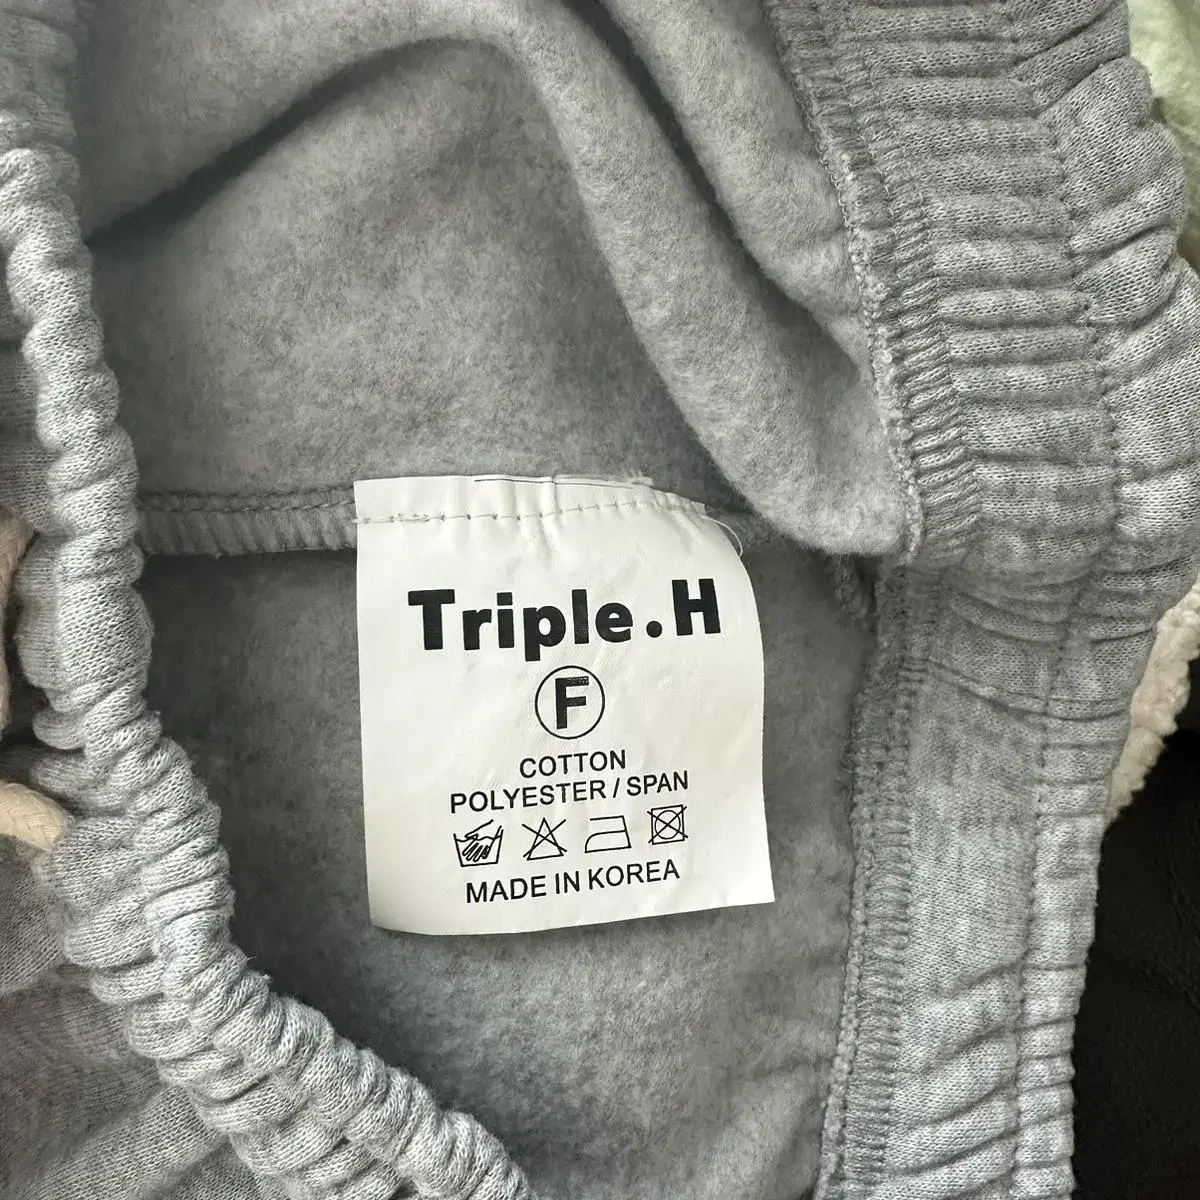 Triple.H
F
COTTON
POLYESTER / SPAN
MADE IN KOREA